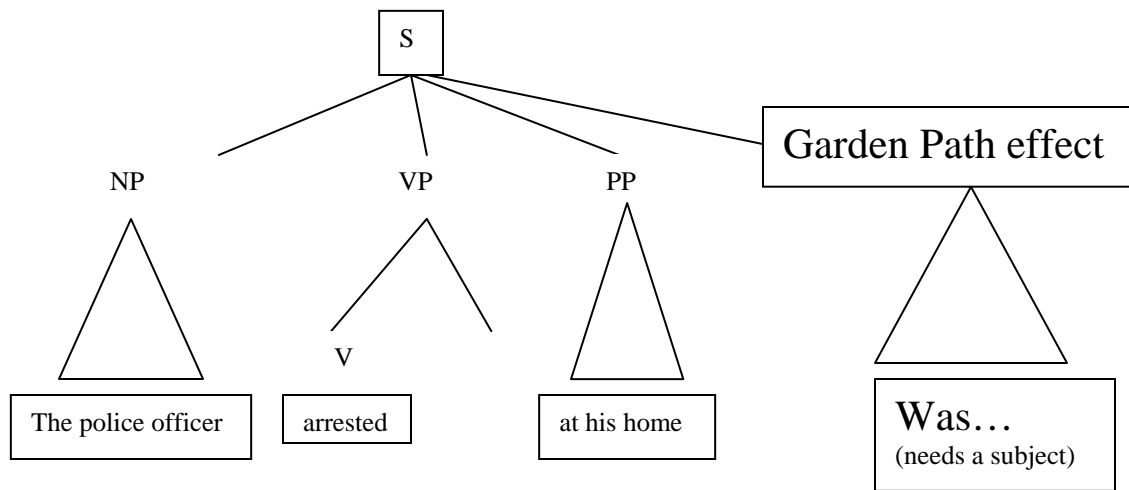 S
Garden Path effect
NP
VP
PP
V
The police officer
arrested
at his home
Was…
(needs a subject)